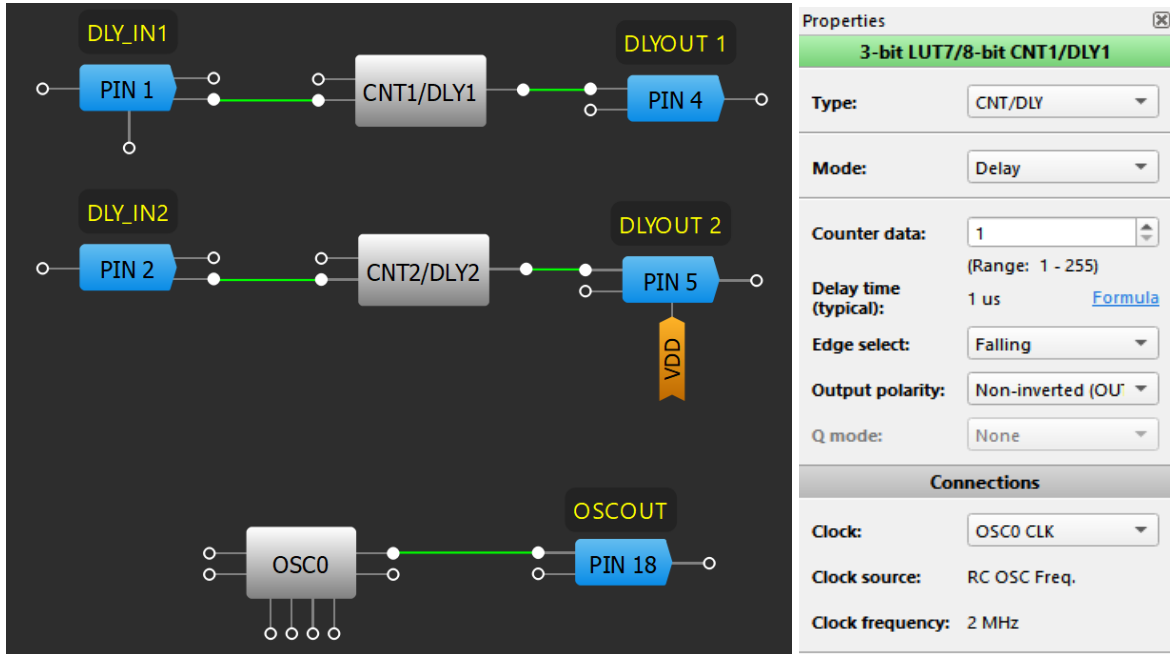 DLY_IN1
DLYOUT 1
PIN 1
CNT1/DLY1
PIN 4
DLY_IN2
DLYOUT 2
PIN 2
CNT2/DLY2
PIN 5
VDD
OSCOUT
OSC0
PIN 18
Properties
3-bit LUT7/8-bit CNT1/DLY1
Type: CNT/DLY
Mode: Delay
Counter data: 1
(Range: 1 - 255)
Delay time
(typical): 1 us Formula
Edge select: Falling
Output polarity: Non-inverted (OU
Q mode: None
Connections
Clock: OSC0 CLK
Clock source: RC OSC Freq.
Clock frequency: 2 MHz